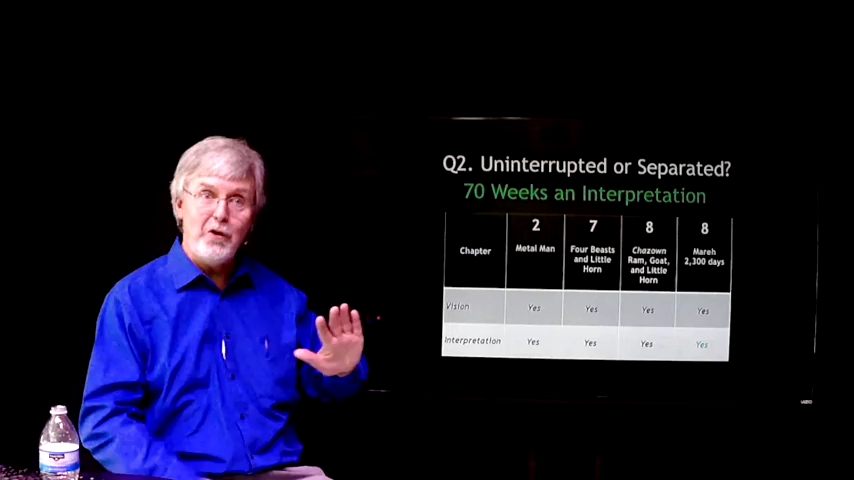 Q2. Uninterrupted or Separated?
70 Weeks an Interpretation
Chapter
2
Metal Man
7
Four Beasts
and Little
Horn
8
Chazown
Ram, Goat,
and Little
Horn
8
Mareh
2,300 days
Vision Yes Yes Yes Yes
Interpretation Yes Yes Yes Yes
VIZIO